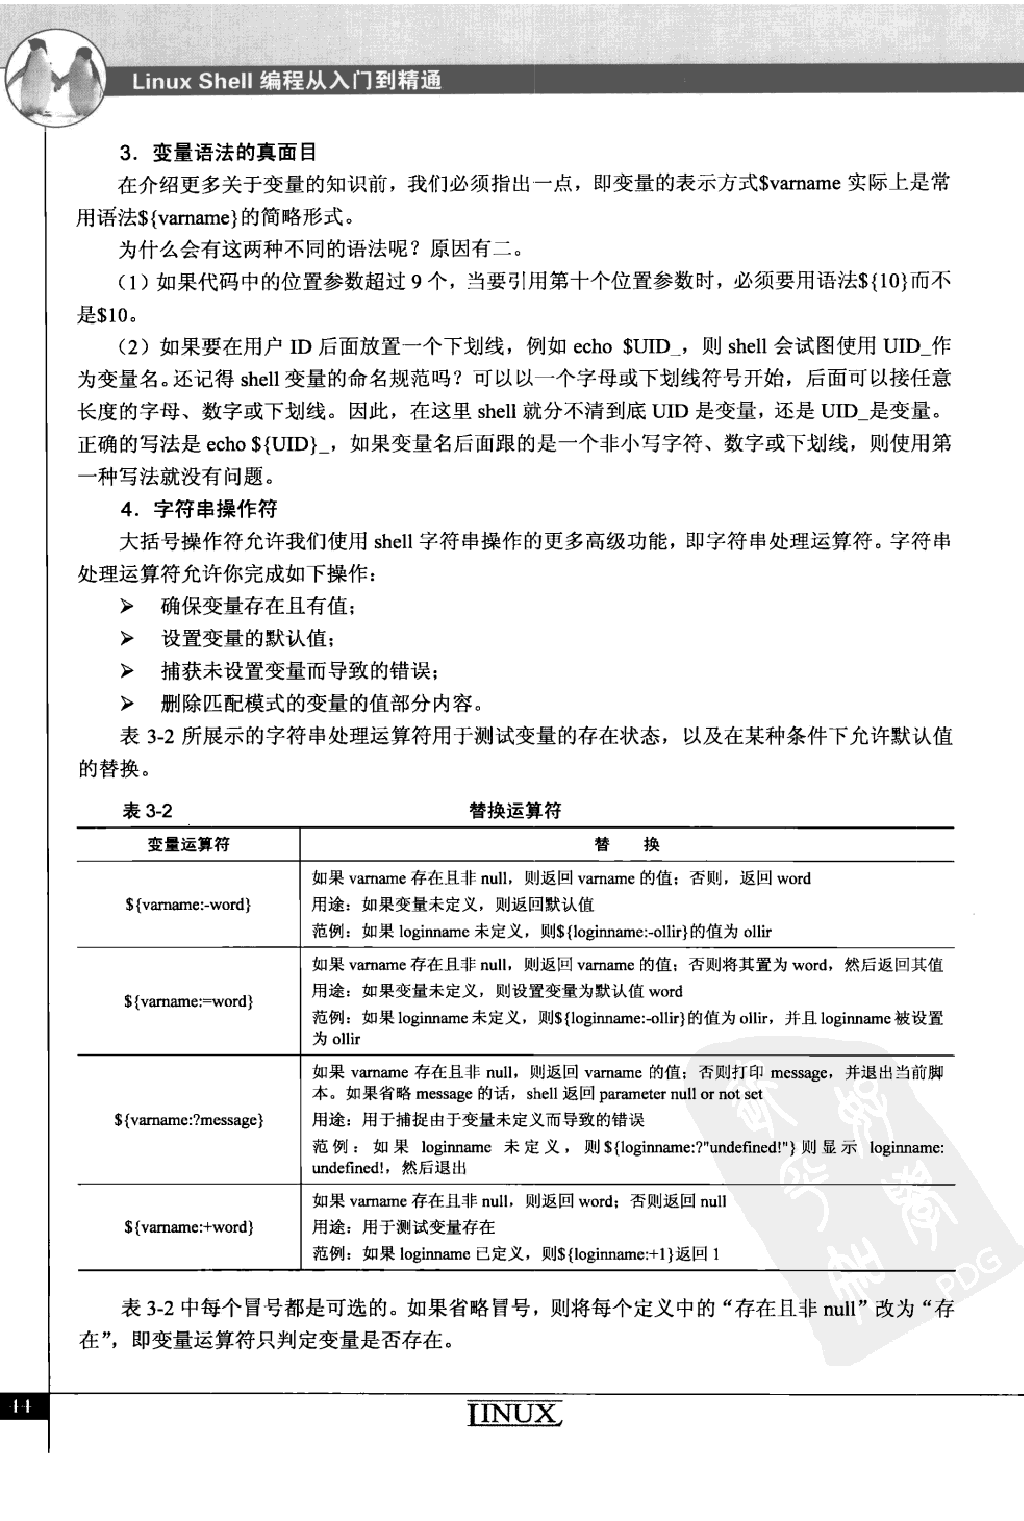 Linux Shell 编程从入门到精通
3．变量语法的真面目
在介绍更多关于变量的知识前，我们必须指出一点，即变量的表示方式$varname 实际上是常
用语法${varname}的简略形式。
为什么会有这两种不同的语法呢？原因有二。
（1）如果代码中的位置参数超过 9 个，当要引用第十个位置参数时，必须要用语法${10}而不
是$10。
（2）如果要在用户 ID 后面放置一个下划线，例如 echo $UID_，则 shell 会试图使用 UID_作
为变量名。还记得 shell 变量的命名规范吗？可以以一个字母或下划线符号开始，后面可以接任意
长度的字母、数字或下划线。因此，在这里 shell 就分不清到底 UID 是变量，还是 UID_是变量。
正确的写法是 echo ${UID}_，如果变量名后面跟的是一个非小写字符、数字或下划线，则使用第
一种写法就没有问题。
4．字符串操作符
大括号操作符允许我们使用 shell 字符串操作的更多高级功能，即字符串处理运算符。字符串
处理运算符允许你完成如下操作：
➢ 确保变量存在且有值；
➢ 设置变量的默认值；
➢ 捕获未设置变量而导致的错误；
➢ 删除匹配模式的变量的值部分内容。
表 3-2 所展示的字符串处理运算符用于测试变量的存在状态，以及在某种条件下允许默认值
的替换。
表 3-2 替换运算符
变量运算符 替 换
${varname:-word}
如果 varname 存在且非 null，则返回 varname 的值；否则，返回 word
用途：如果变量未定义，则返回默认值
范例：如果 loginname 未定义，则${loginname:-ollir}的值为 ollir
${varname:=word}
如果 varname 存在且非 null，则返回 varname 的值；否则将其置为 word，然后返回其值
用途：如果变量未定义，则设置变量为默认值 word
范例：如果 loginname 未定义，则${loginname:-ollir}的值为 ollir，并且 loginname 被设置
为 ollir
${varname:?message}
如果 varname 存在且非 null，则返回 varname 的值；否则打印 message，并退出当前脚
本。如果省略 message 的话，shell 返回 parameter null or not set
用途：用于捕捉由于变量未定义而导致的错误
范例：如果 loginname 未定义，则${loginname:?"undefined!"}则显示 loginname:
undefined!，然后退出
${varname:+word}
如果 varname 存在且非 null，则返回 word；否则返回 null
用途：用于测试变量存在
范例：如果 loginname 已定义，则${loginname:+1}返回 1
表 3-2 中每个冒号都是可选的。如果省略冒号，则将每个定义中的“存在且非 null”改为“存
在”，即变量运算符只判定变量是否存在。
PDG
44
LINUX